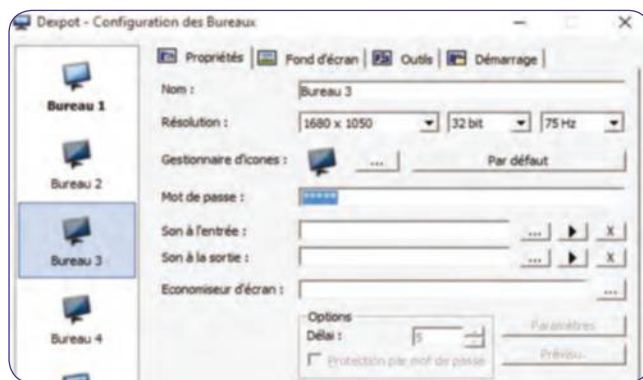 Dexpot - Configuration des Bureaux
Bureau 1
Bureau 2
Bureau 3
Bureau 4
Propriétés
Fond d'écran
Outils
Démarrage
Nom :
Bureau 3
Résolution :
1680 x 1050
32 bit
75 Hz
Gestionnaire d'icones :
...
Par défaut
Mot de passe :
*****
Son à l'entrée :
...
X
Son à la sortie :
...
X
Economiseur d'écran :
...
Options
Délai :
5
Protection par mot de passe
Paramètres
Prévisu.